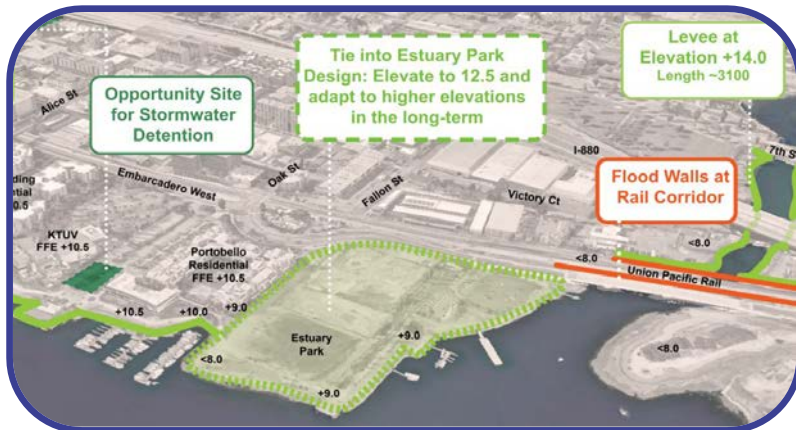 Tie into Estuary Park
Design: Elevate to 12.5 and
adapt to higher elevations
in the long-term
Levee at
Elevation +14.0
Length ~3100
Opportunity Site
for Stormwater
Detention
Alice St
I-880
7th S
Oak St
Fallon St
Flood Walls at
Rail Corridor
Embarcadero West
Victory Ct
ding
ntial
0.5
KTUV
FFE +10.5
Portobello
Residential
FFE +10.5
<8.0
<8.0
Union Pacific Rail
+10.5
+10.0
+9.0
Estuary
Park
+9.0
<8.0
<8.0
+9.0